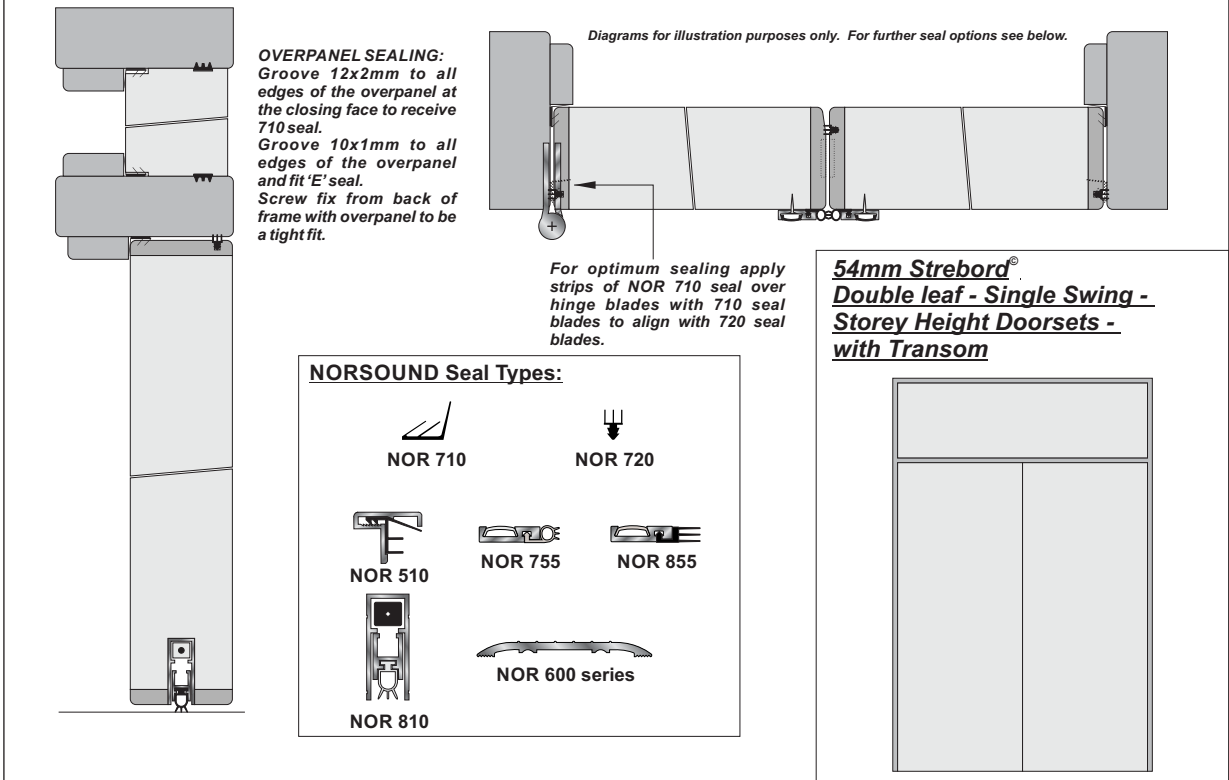 OVERPANEL SEALING:
Groove 12x2mm to all
edges of the overpanel at
the closing face to receive
710 seal.
Groove 10x1mm to all
edges of the overpanel
and fit ‘E’ seal.
Screw fix from back of
frame with overpanel to be
a tight fit.
Diagrams for illustration purposes only. For further seal options see below.
For optimum sealing apply
strips of NOR 710 seal over
hinge blades with 710 seal
blades to align with 720 seal
blades.
54mm Strebord©
Double leaf - Single Swing -
Storey Height Doorsets -
with Transom
NORSOUND Seal Types:
NOR 710
NOR 720
NOR 510
NOR 755
NOR 855
NOR 810
NOR 600 series